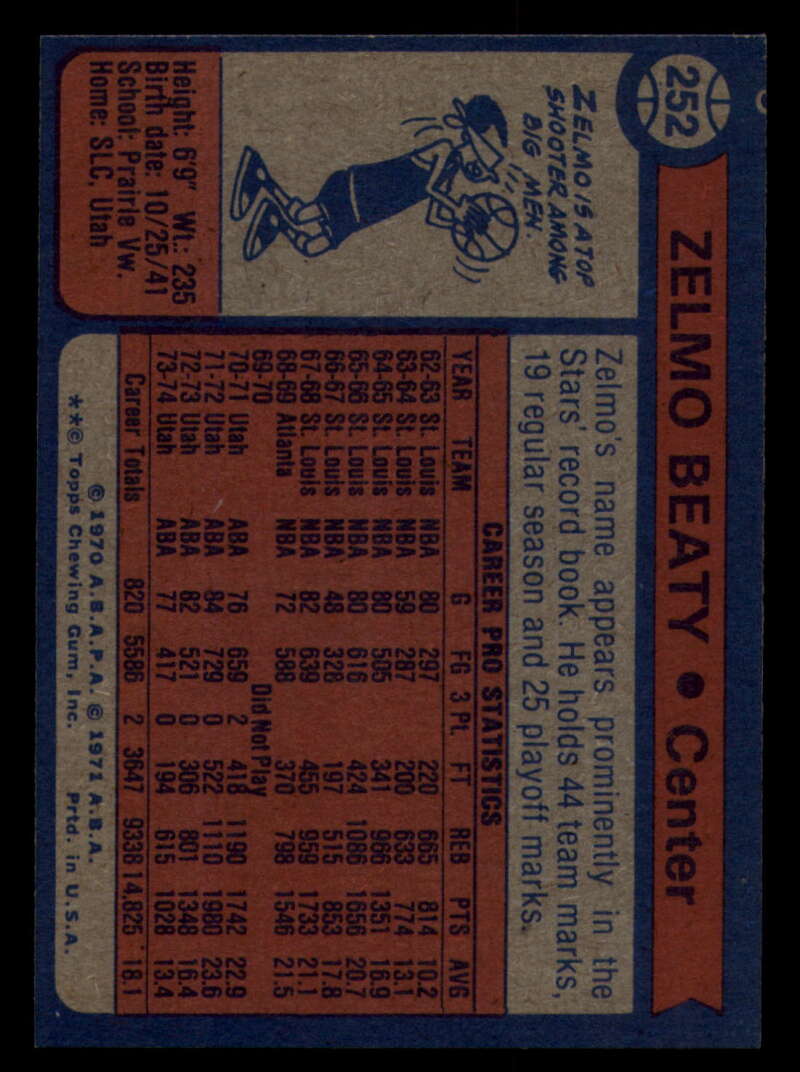 252
ZELMO BEATY • Center
ZELMO IS A TOP
SHOOTER AMONG
BIG MEN.
Height: 6'9" Wt.: 235
Birth date: 10/25/41
School: Prairie Vw.
Home: SLC, Utah
Zelmo's name appears prominently in the
Stars' record book. He holds 44 team marks,
19 regular season and 25 playoff marks.
CAREER PRO STATISTICS
YEAR TEAM G FG 3 Pt. FT REB PTS AVG
62-63 St. Louis NBA 80 297 220 665 814 10.2
63-64 St. Louis NBA 59 287 200 633 774 13.1
64-65 St. Louis NBA 80 505 341 966 1351 16.9
65-66 St. Louis NBA 80 616 424 1086 1656 20.7
66-67 St. Louis NBA 48 328 197 515 853 17.8
67-68 St. Louis NBA 82 639 455 959 1733 21.1
68-69 Atlanta NBA 72 588 370 798 1546 21.5
69-70 Did Not Play
70-71 Utah ABA 76 659 2 418 1190 1742 22.9
71-72 Utah ABA 84 729 0 522 1110 1980 23.6
72-73 Utah ABA 82 521 0 306 801 1348 16.4
73-74 Utah ABA 77 417 0 194 615 1028 13.4
Career Totals 820 5586 2 3647 9338 14,825 18.1
© 1970 A.B.A.P.A. © 1971 A.B.A.
**© Topps Chewing Gum, Inc. Prtd. in U.S.A.